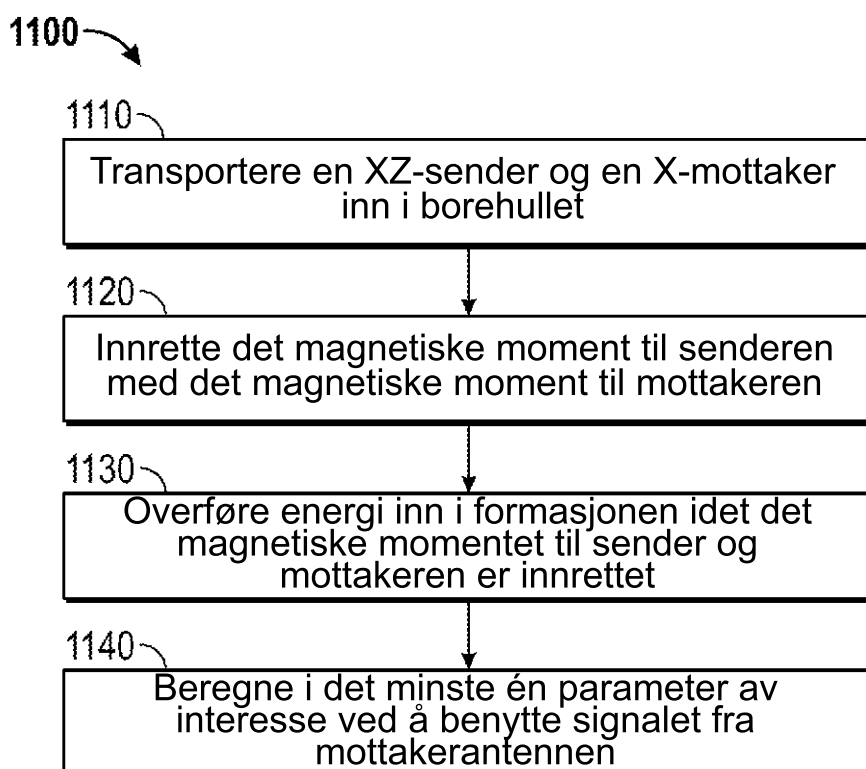 1100
1110
Transportere en XZ-sender og en X-mottaker
inn i borehullet
1120
Innrette det magnetiske moment til senderen
med det magnetiske moment til mottakeren
1130
Overføre energi inn i formasjonen idet det
magnetiske momentet til sender og
mottakeren er innrettet
1140
Beregne i det minste én parameter av
interesse ved å benytte signalet fra
mottakerantennen